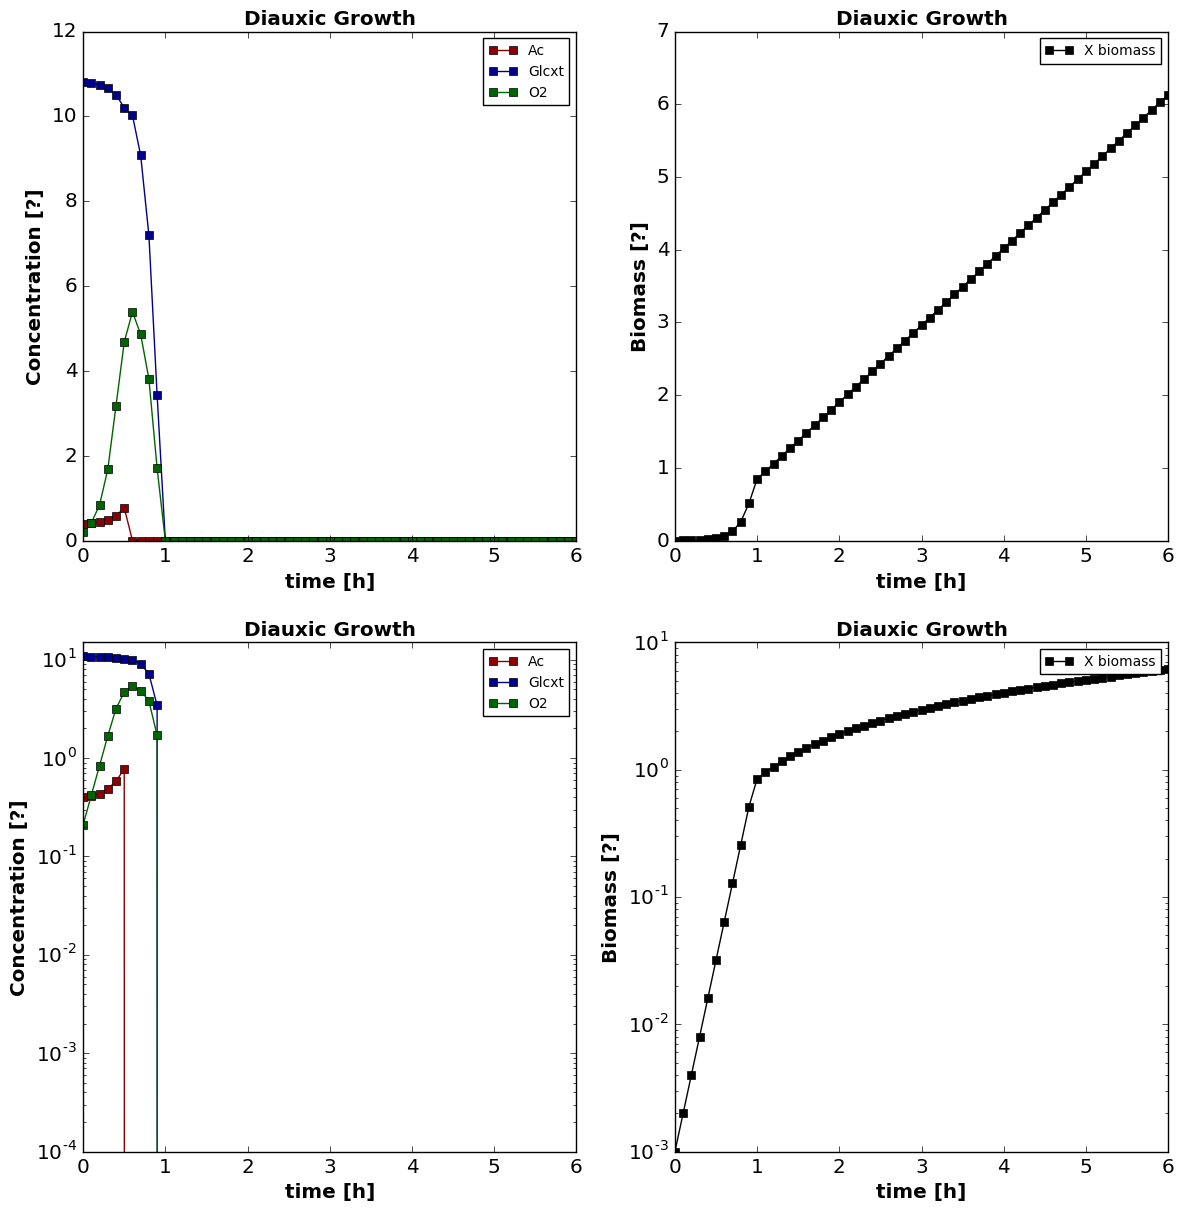 Diauxic Growth
12
10
8
6
4
2
0
Concentration [?]
Ac
Glcxt
O2
0 1 2 3 4 5 6
time [h]
Diauxic Growth
7
6
5
4
3
2
1
0
Biomass [?]
X biomass
0 1 2 3 4 5 6
time [h]
Diauxic Growth
10^1
10^0
10^-1
10^-2
10^-3
10^-4
Concentration [?]
Ac
Glcxt
O2
0 1 2 3 4 5 6
time [h]
Diauxic Growth
10^1
10^0
10^-1
10^-2
10^-3
Biomass [?]
X biomass
0 1 2 3 4 5 6
time [h]